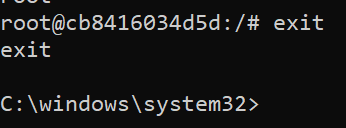 root@cb8416034d5d:/# exit
exit
C:\windows\system32>